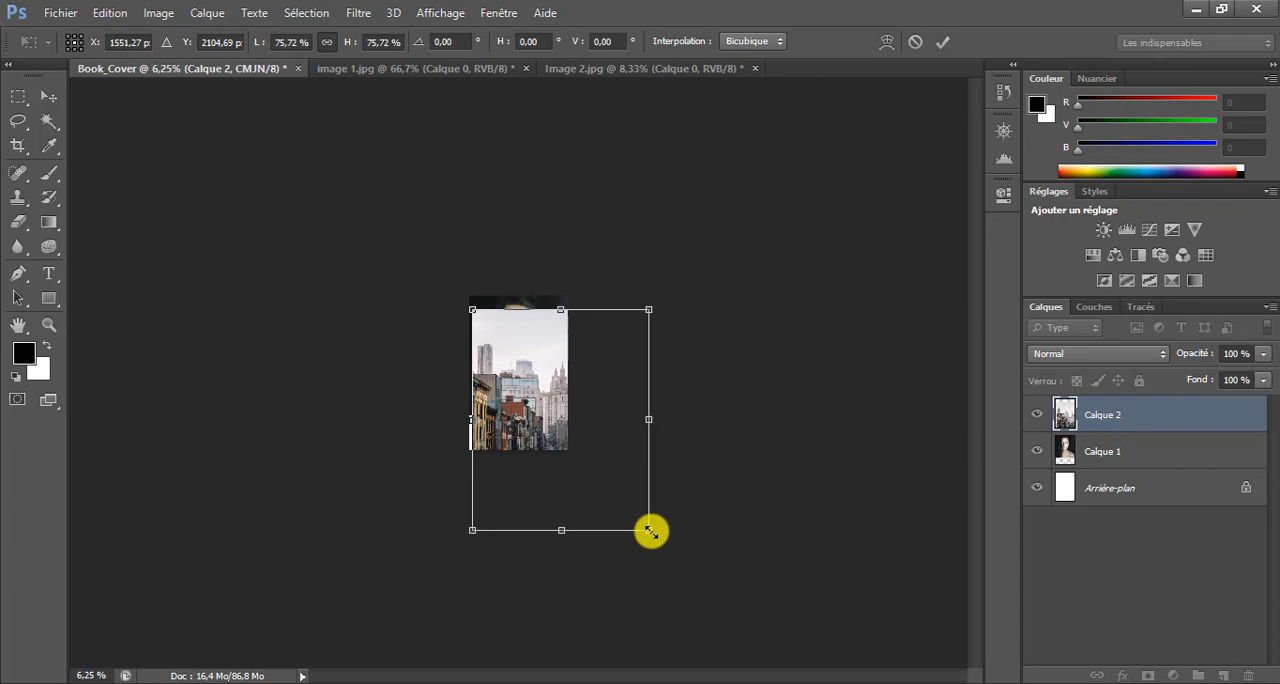 Ps Fichier Edition Image Calque Texte Sélection Filtre 3D Affichage Fenêtre Aide
X: 1551,27 p Y: 2104,69 p L: 75,72 % H: 75,72 % 0,00 ° H: 0,00 ° V: 0,00 ° Interpolation : Bicubique Les indispensables
Book_Cover @ 6,25% (Calque 2, CMJN/8) * × image 1.jpg @ 66,7% (Calque 0, RVB/8) * × Image 2.jpg @ 8,33% (Calque 0, RVB/8) * ×
Couleur Nuancier
R 0
V 0
B 0
Réglages Styles
Ajouter un réglage
Calques Couches Tracés
Type
Normal Opacité : 100 %
Verrou : Fond : 100 %
Calque 2
Calque 1
Arrière-plan
6,25 % Doc : 16,4 Mo/86,8 Mo